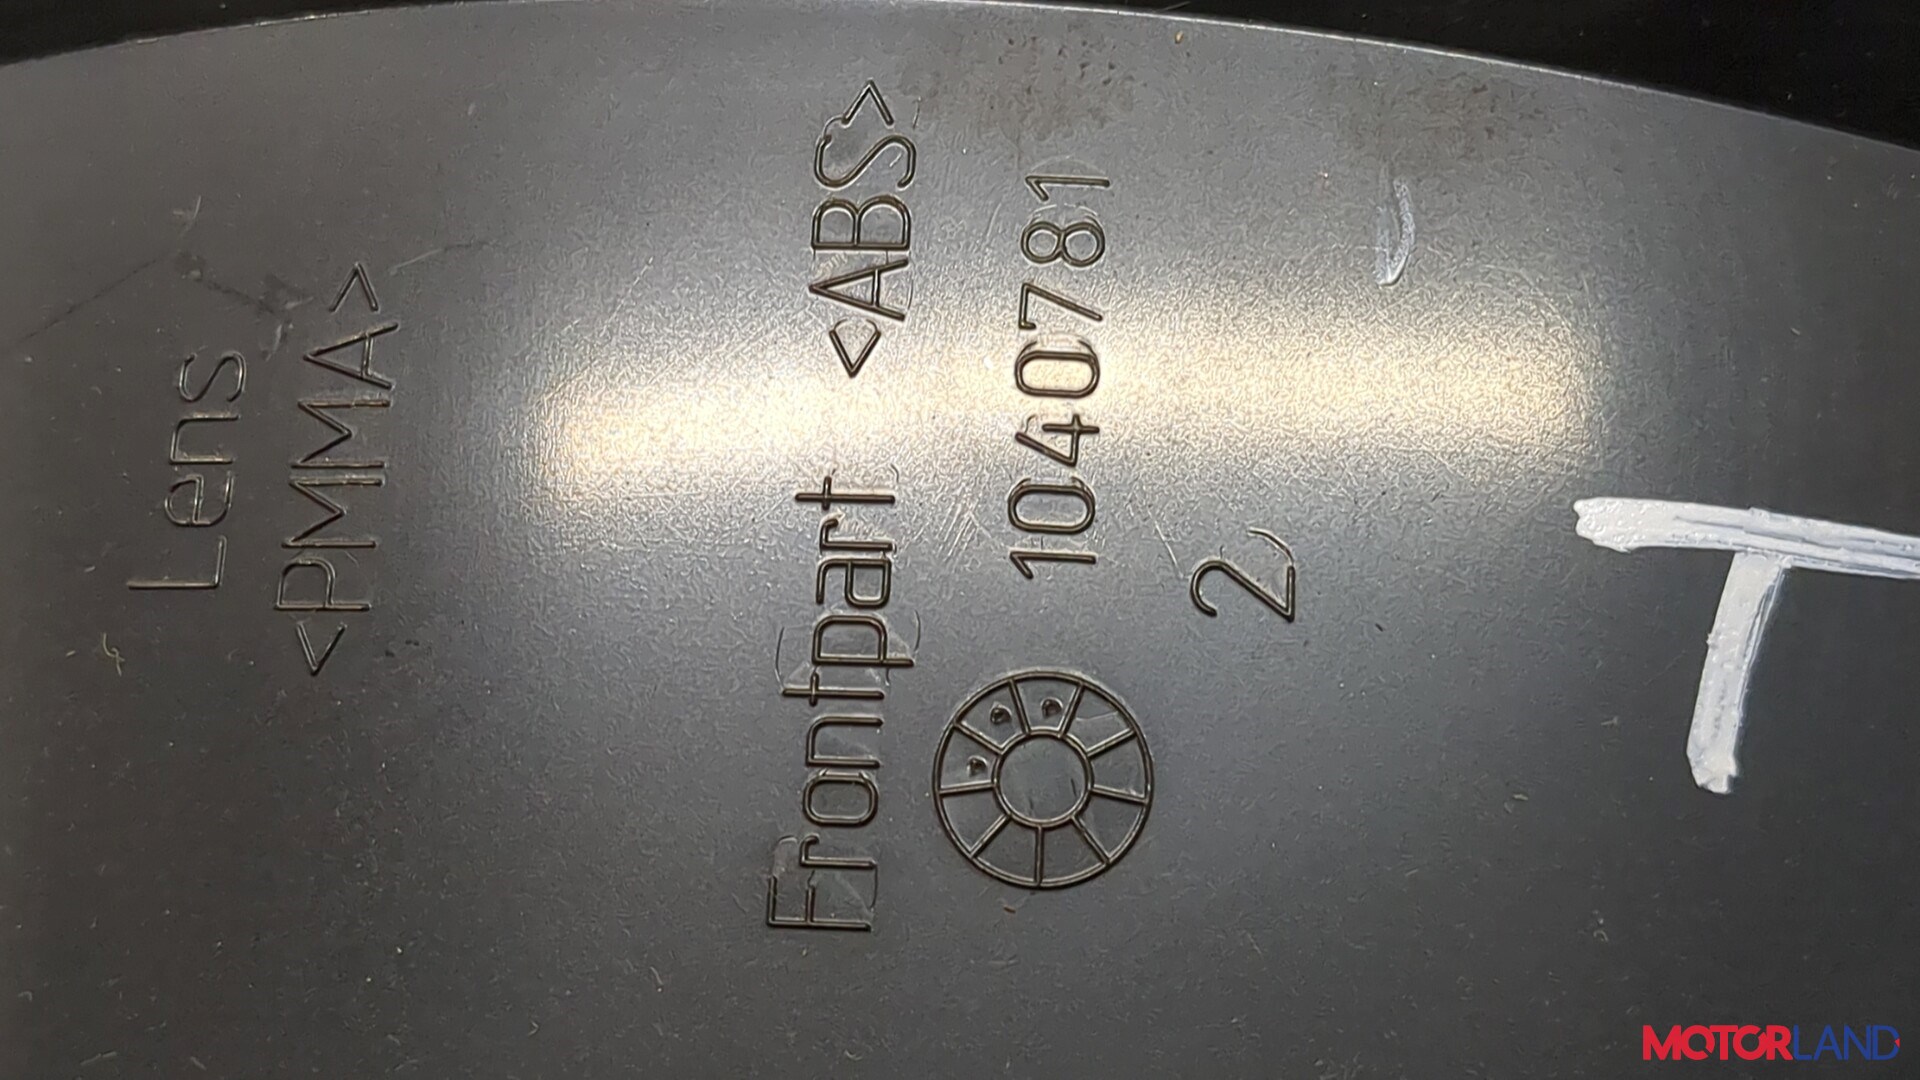 Lens
<PMMA>
Frontpart <ABS>
1040781
2
T
MOTORLAND